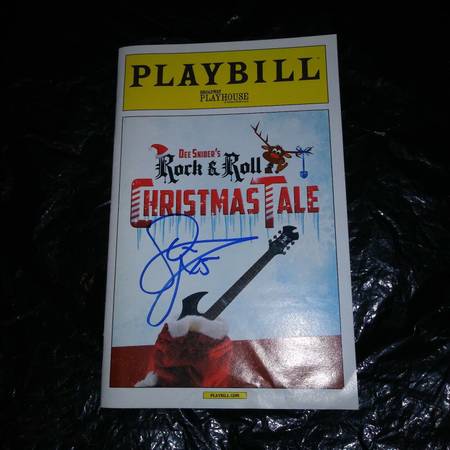 PLAYBILL
BROADWAY
PLAYHOUSE
DEE SNIDER'S
ROCK & ROLL
CHRISTMAS TALE
PLAYBILL.COM